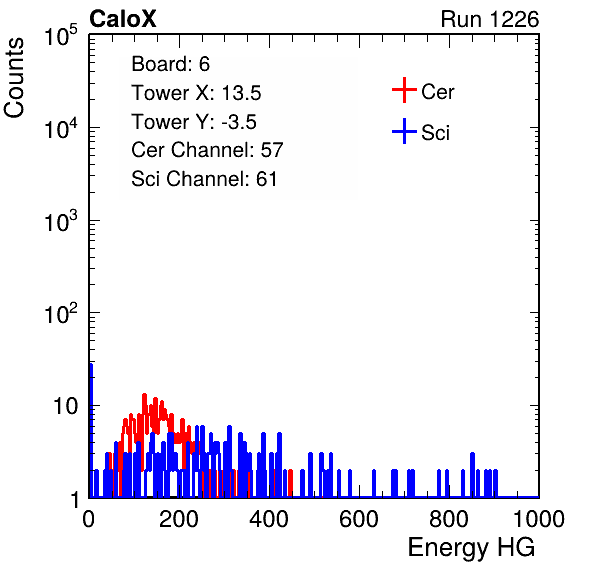 CaloX Run 1226
Counts
10^5
10^4
10^3
10^2
10
1
Board: 6
Tower X: 13.5
Tower Y: -3.5
Cer Channel: 57
Sci Channel: 61
Cer
Sci
0 200 400 600 800 1000
Energy HG